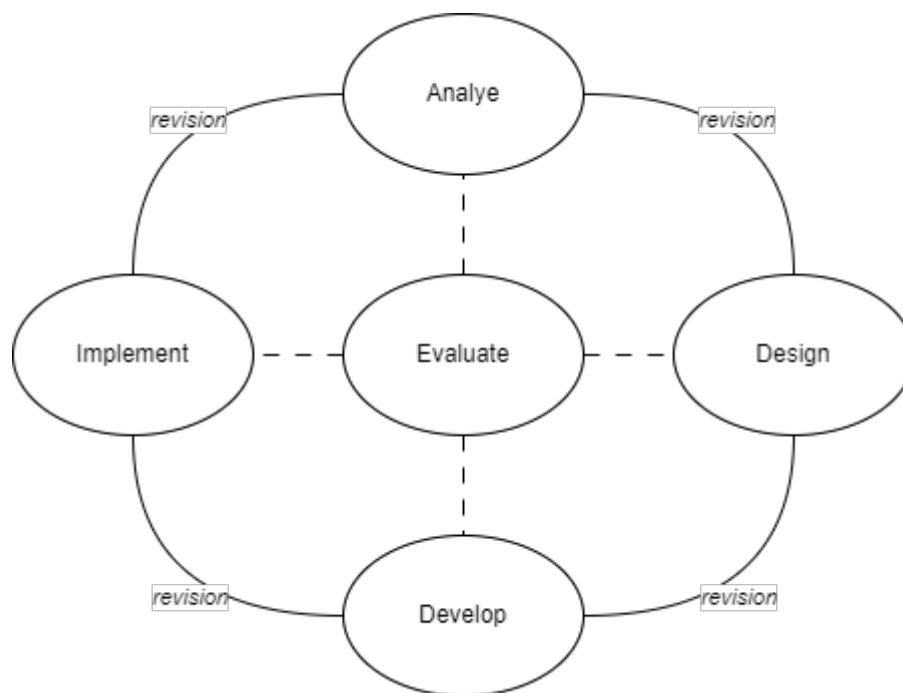 Analye
revision
revision
Implement
Evaluate
Design
revision
revision
Develop